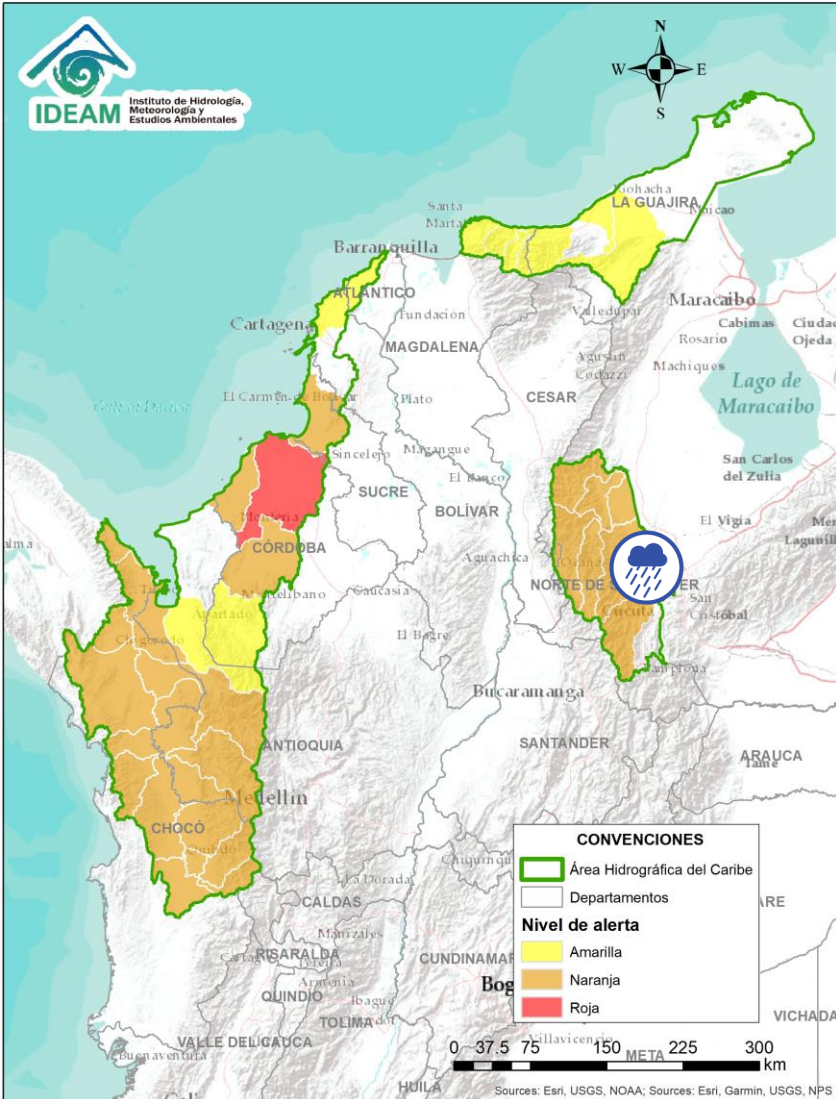 IDEAM
Instituto de Hidrología,
Meteorología y
Estudios Ambientales
N
W
E
S
Riohacha
LA GUAJIRA
Maicao
Santa
Marta
Barranquilla
ATLÁNTICO
Maracaibo
Cartagena
Fundación
Valledupar
Cabimas
Ciudad
Ojeda
Rosario
MAGDALENA
Agustín
Codazzi
Machiques
Lago de
Maracaibo
El Carmen de Bolívar
Plato
CESAR
Sincelejo
Magangué
San Carlos
del Zulia
El Banco
SUCRE
BOLÍVAR
El Vigía
Montería
CÓRDOBA
Aguachica
Ocaña
NORTE DE
Cúcuta
San
Cristóbal
Montelíbano
Caucasia
Turbo
Apartadó
Chigorodó
El Bagre
Pamplona
Bucaramanga
ANTIOQUIA
SANTANDER
ARAUCA
Tame
Medellín
CHOCÓ
Quibdó
La Dorada
CALDAS
Manizales
RISARALDA
Pereira
Armenia
QUINDIO
Ibagué
TOLIMA
VALLE DEL CAUCA
Buenaventura
HUILA
Villavicencio
META
VICHADA
CONVENCIONES
Área Hidrográfica del Caribe
Departamentos
Nivel de alerta
Amarilla
Naranja
Roja
0 37.5 75 150 225 300
km
Sources: Esri, USGS, NOAA; Sources: Esri, Garmin, USGS, NPS